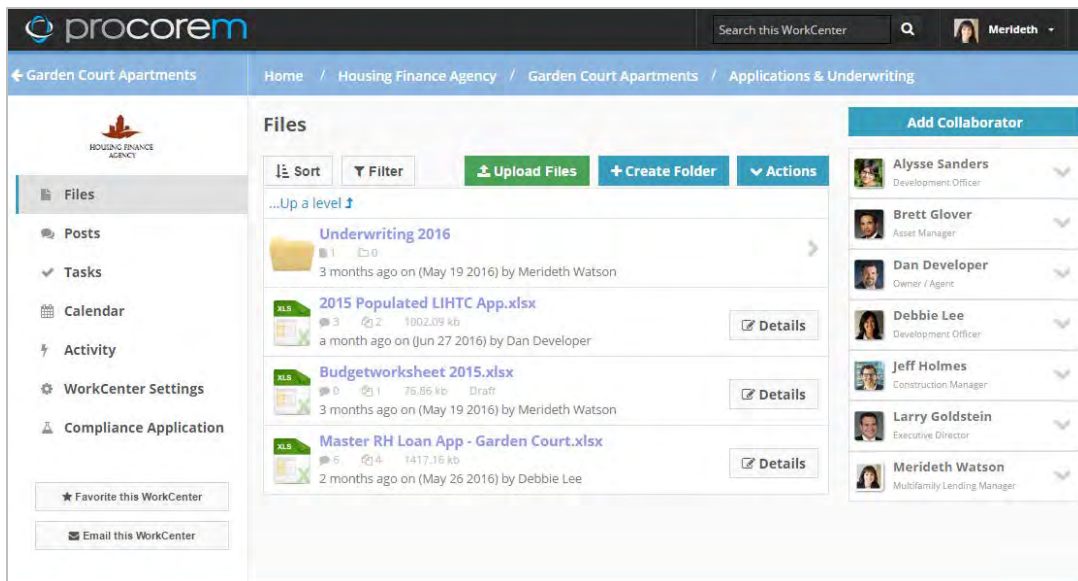 procorem
Search this WorkCenter
Merideth
Garden Court Apartments
Home / Housing Finance Agency / Garden Court Apartments / Applications & Underwriting
HOUSING FINANCE
AGENCY
Files
Posts
Tasks
Calendar
Activity
WorkCenter Settings
Compliance Application
Favorite this WorkCenter
Email this WorkCenter
Files
Sort
Filter
Upload Files
+ Create Folder
Actions
...Up a level
Underwriting 2016
1 0
3 months ago on (May 19 2016) by Merideth Watson
XLS
2015 Populated LIHTC App.xlsx
3 2 1002.09 kb
a month ago on (Jun 27 2016) by Dan Developer
Details
XLS
Budgetworksheet 2015.xlsx
0 1 76.86 kb Draft
3 months ago on (May 19 2016) by Merideth Watson
Details
XLS
Master RH Loan App - Garden Court.xlsx
6 4 1417.16 kb
2 months ago on (May 26 2016) by Debbie Lee
Details
Add Collaborator
Alysse Sanders
Development Officer
Brett Glover
Asset Manager
Dan Developer
Owner / Agent
Debbie Lee
Development Officer
Jeff Holmes
Construction Manager
Larry Goldstein
Executive Director
Merideth Watson
Multifamily Lending Manager